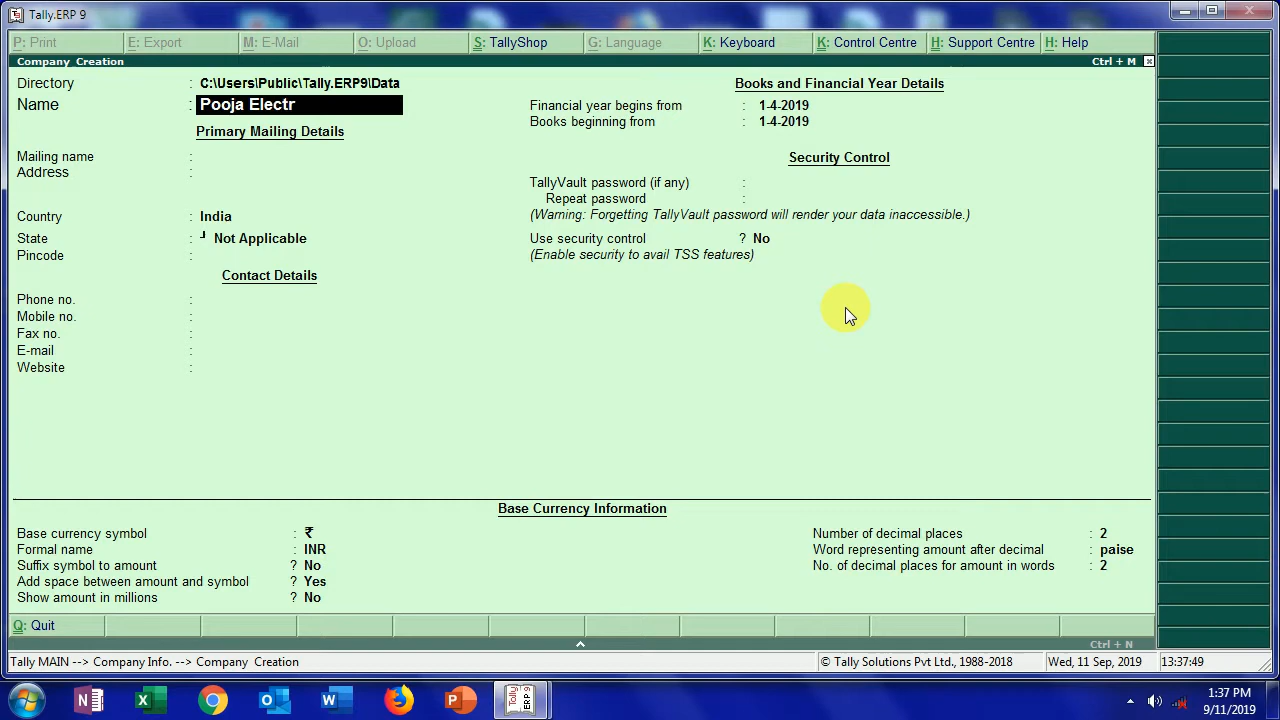 Tally.ERP 9
P: Print E: Export M: E-Mail O: Upload S: TallyShop G: Language K: Keyboard K: Control Centre H: Support Centre H: Help
Company Creation Ctrl + M
Directory : C:\Users\Public\Tally.ERP9\Data
Name : Pooja Electr
Primary Mailing Details
Mailing name :
Address :
Country : India
State : Not Applicable
Pincode :
Contact Details
Phone no. :
Mobile no. :
Fax no. :
E-mail :
Website :
Books and Financial Year Details
Financial year begins from : 1-4-2019
Books beginning from : 1-4-2019
Security Control
TallyVault password (if any) :
Repeat password :
(Warning: Forgetting TallyVault password will render your data inaccessible.)
Use security control ? No
(Enable security to avail TSS features)
Base Currency Information
Base currency symbol : ₹
Formal name : INR
Suffix symbol to amount ? No
Add space between amount and symbol ? Yes
Show amount in millions ? No
Number of decimal places : 2
Word representing amount after decimal : paise
No. of decimal places for amount in words : 2
Q: Quit
Ctrl + N
Tally MAIN --> Company Info. --> Company Creation © Tally Solutions Pvt Ltd., 1988-2018 Wed, 11 Sep, 2019 13:37:49
1:37 PM
9/11/2019